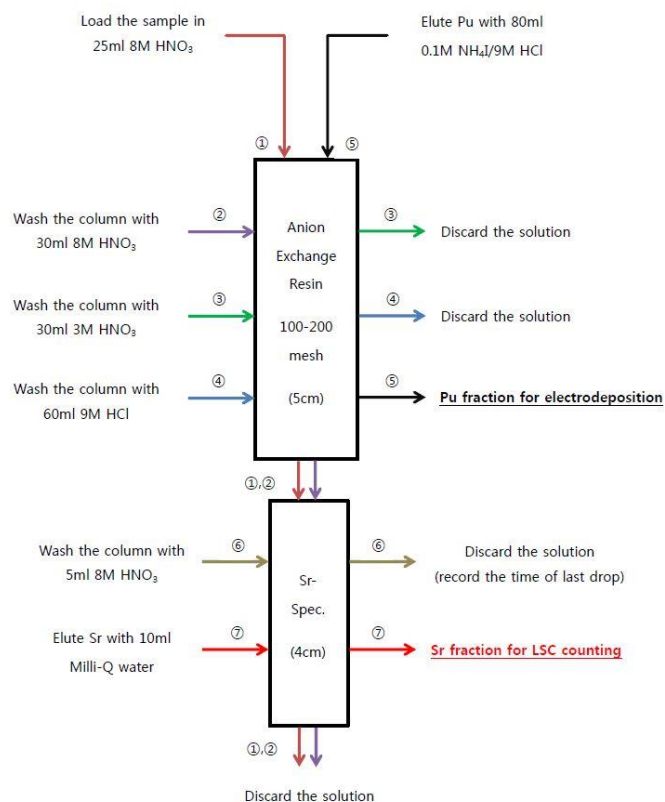 Load the sample in
25ml 8M HNO₃
Elute Pu with 80ml
0.1M NH₄I/9M HCl
①
⑤
Wash the column with
30ml 8M HNO₃
②
Anion
Exchange
Resin
100-200
mesh
(5cm)
③
Discard the solution
Wash the column with
30ml 3M HNO₃
③
④
Discard the solution
Wash the column with
60ml 9M HCl
④
⑤
Pu fraction for electrodeposition
①,②
Wash the column with
5ml 8M HNO₃
⑥
Sr-
Spec.
(4cm)
⑥
Discard the solution
(record the time of last drop)
Elute Sr with 10ml
Milli-Q water
⑦
⑦
Sr fraction for LSC counting
①,②
Discard the solution